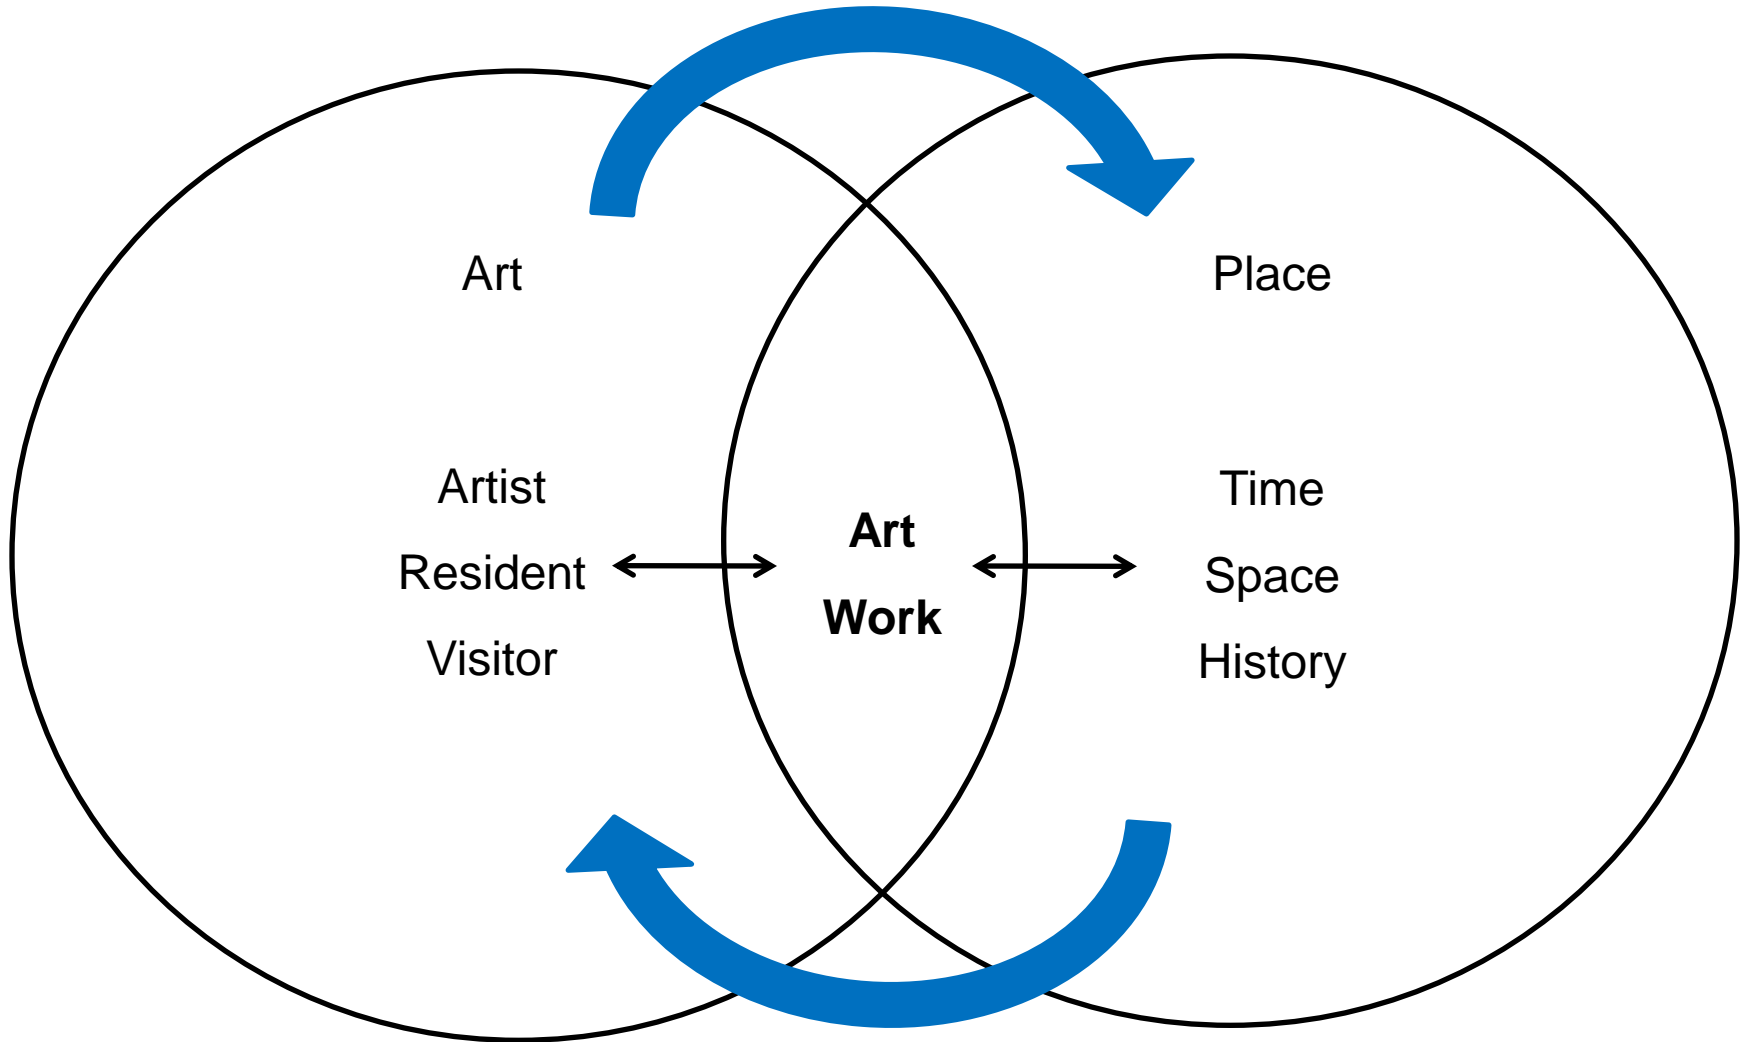 Art
Place
Artist
Resident
Visitor
Art
Work
Time
Space
History